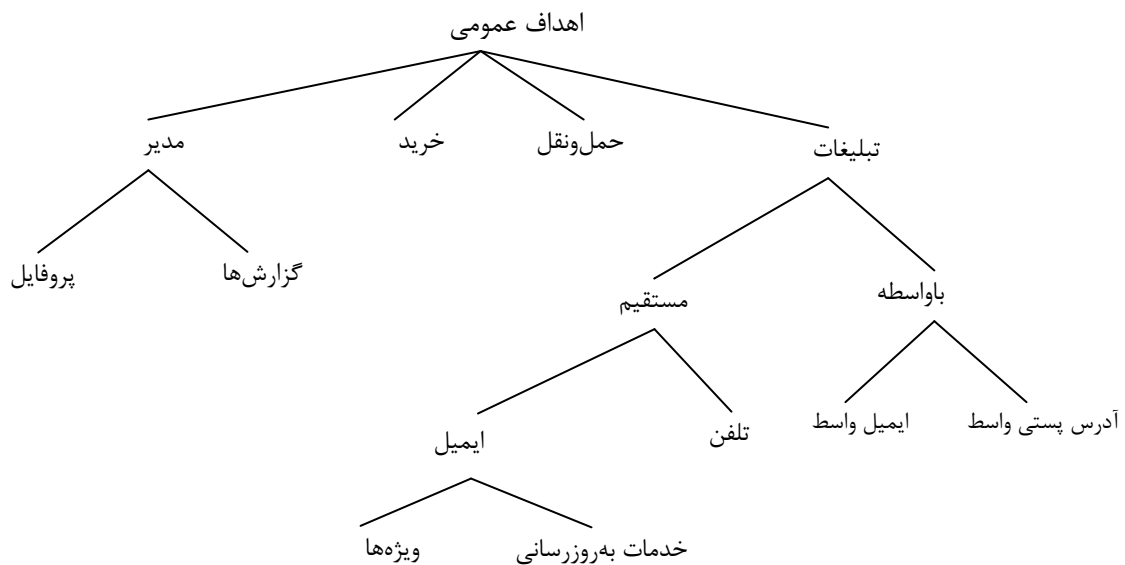 اهداف عمومی
تبلیغات
حمل‌ونقل
خرید
مدیر
باواسطه
مستقیم
گزارش‌ها
پروفایل
آدرس پستی واسط
ایمیل واسط
تلفن
ایمیل
خدمات به‌روزرسانی
ویژه‌ها